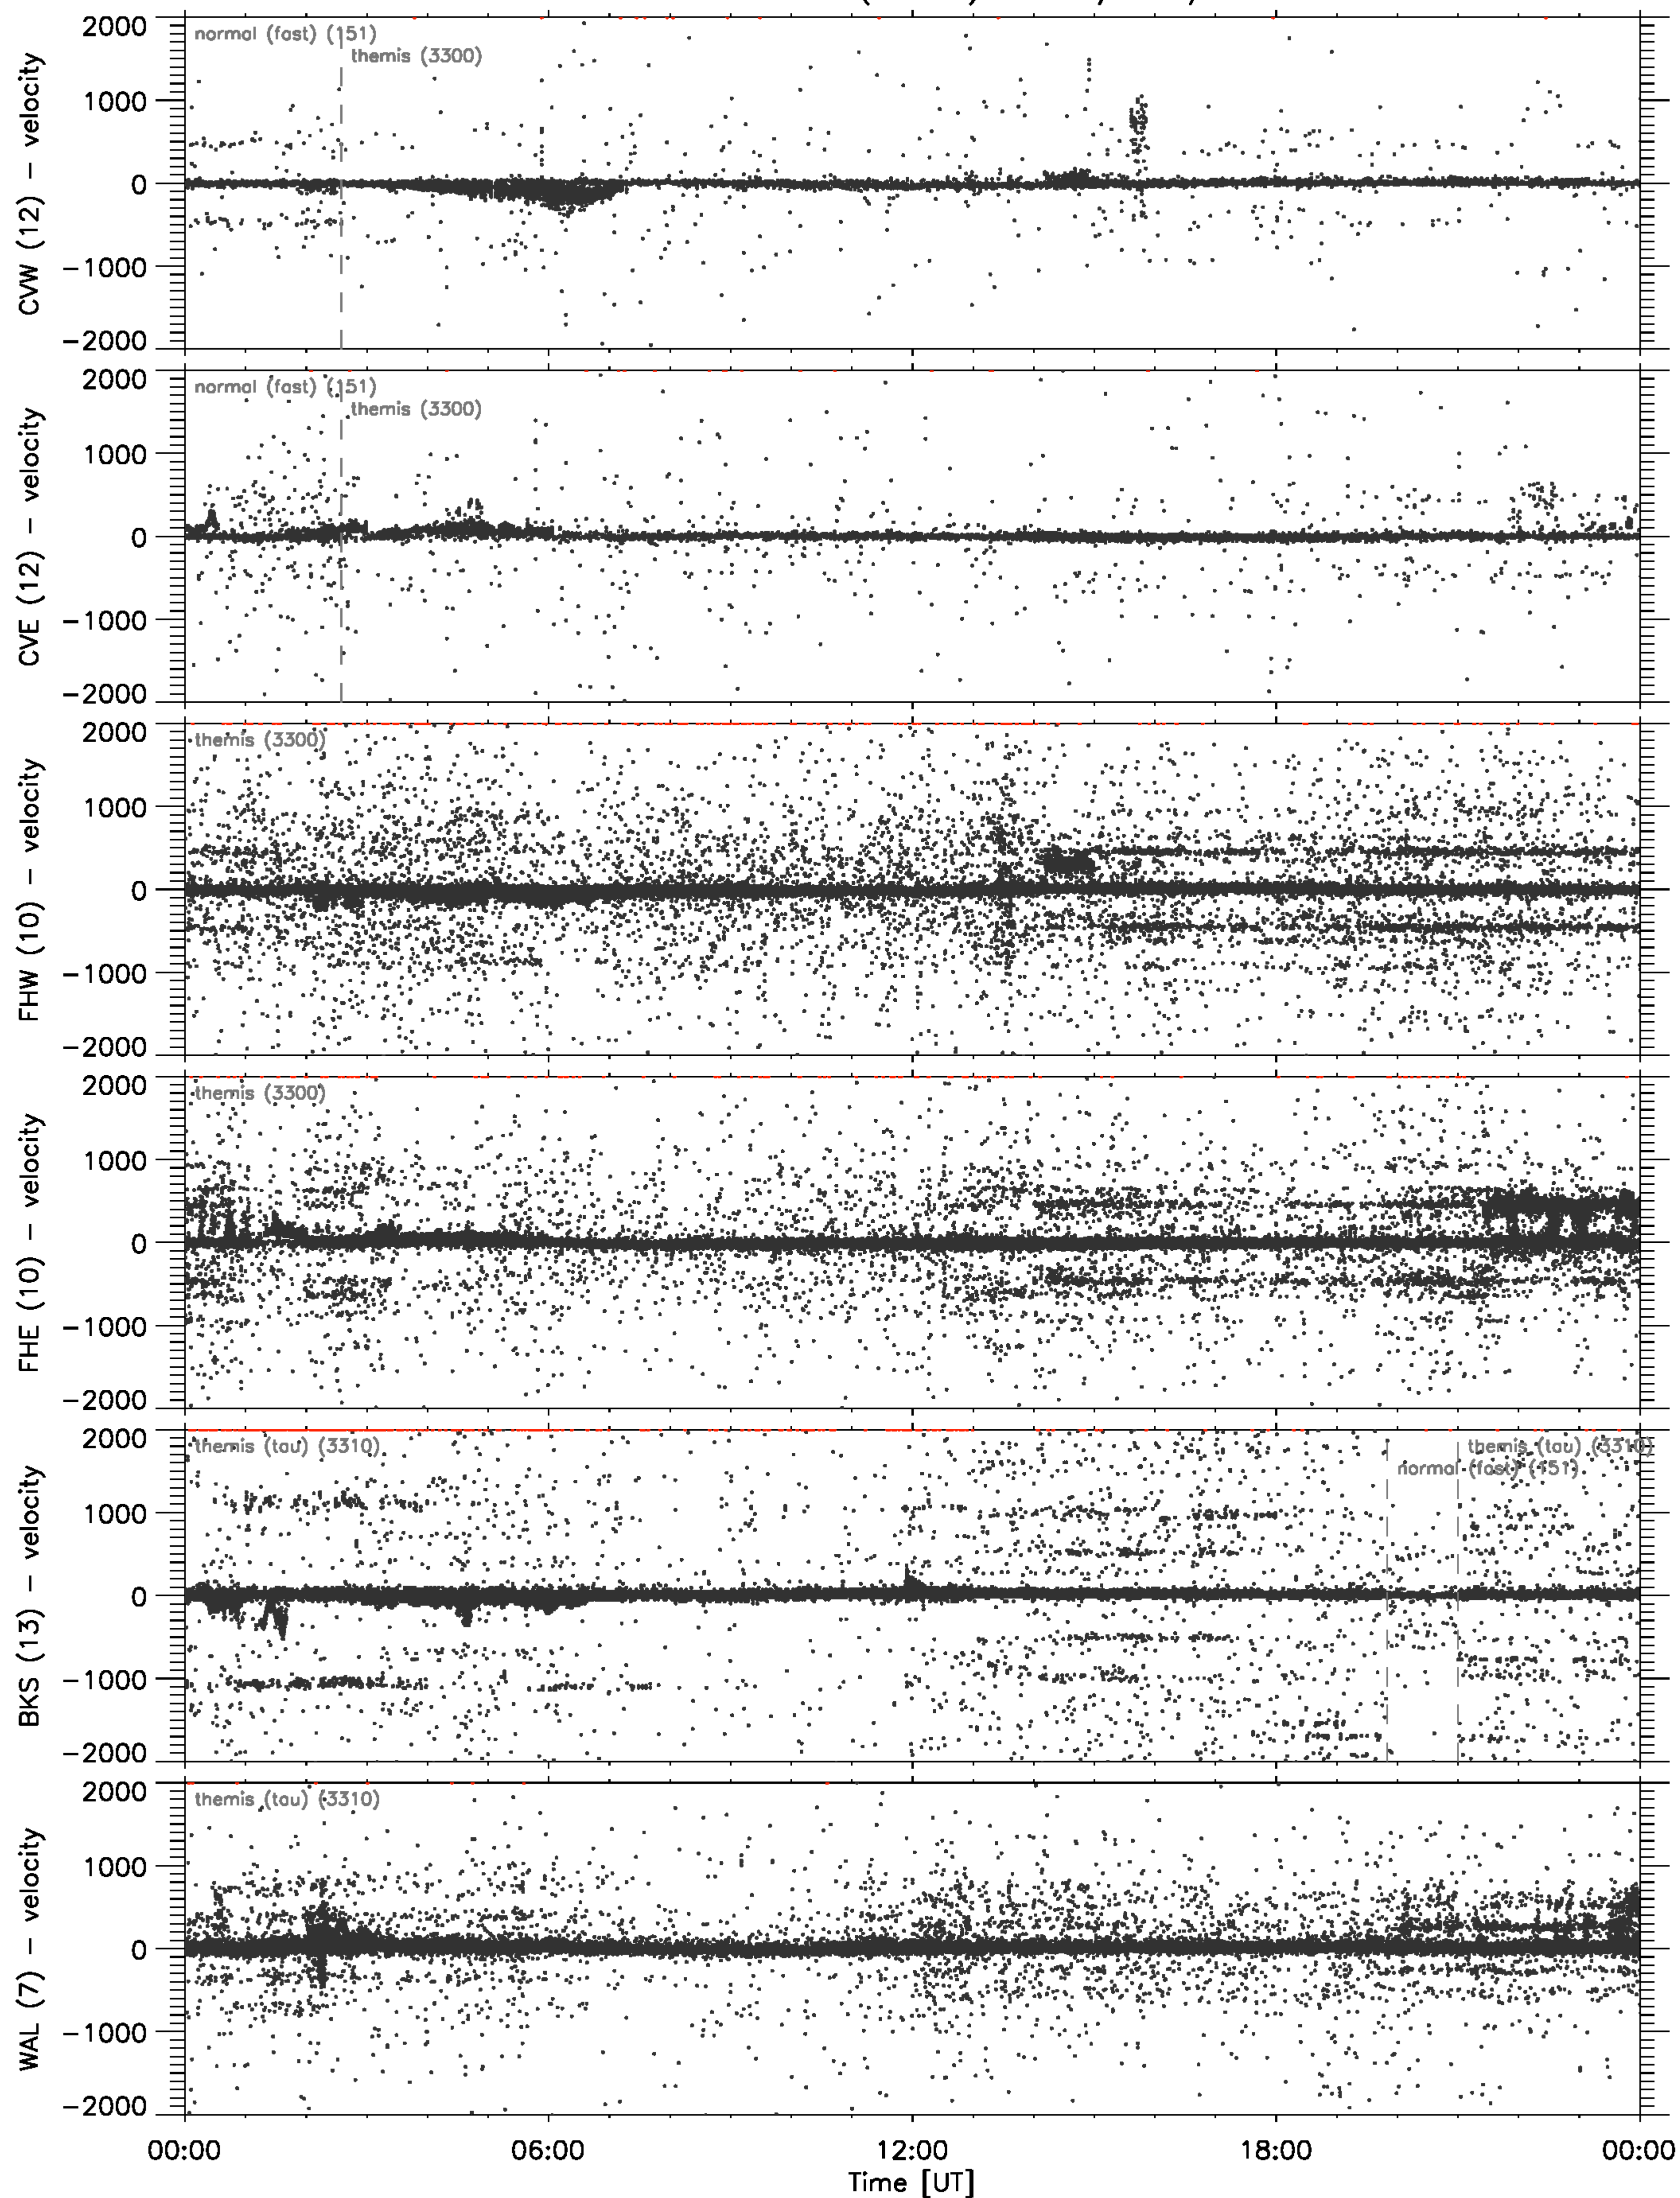 CVW (12) - velocity
2000
1000
0
-1000
-2000
normal (fast) (151)
themis (3300)
CVE (12) - velocity
2000
1000
0
-1000
-2000
normal (fast) (151)
themis (3300)
FHW (10) - velocity
2000
1000
0
-1000
-2000
themis (3300)
FHE (10) - velocity
2000
1000
0
-1000
-2000
themis (3300)
BKS (13) - velocity
2000
1000
0
-1000
-2000
themis (tau) (3310)
themis (tau) (3310)
normal (fast) (151)
WAL (7) - velocity
2000
1000
0
-1000
-2000
themis (tau) (3310)
00:00 06:00 12:00 18:00 00:00
Time [UT]